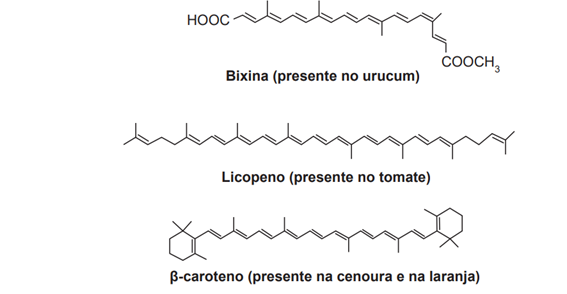 HOOC
COOCH3
Bixina (presente no urucum)
Licopeno (presente no tomate)
β-caroteno (presente na cenoura e na laranja)